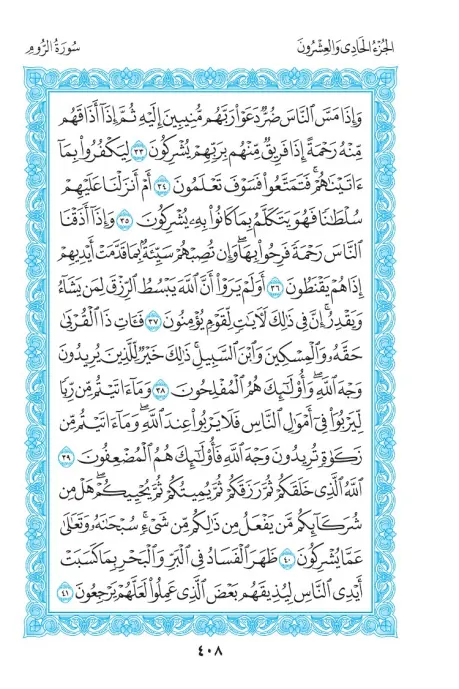 الجزء الحادى والعشرون
سورة الروم
وَإِذَا مَسَّ ٱلنَّاسَ ضُرٌّ دَعَوْا۟ رَبَّهُم مُّنِيبِينَ إِلَيْهِ ثُمَّ إِذَآ أَذَاقَهُم
مِّنْهُ رَحْمَةً إِذَا فَرِيقٌ مِّنْهُم بِرَبِّهِمْ يُشْرِكُونَ ٣٣ لِيَكْفُرُوا۟ بِمَآ
ءَاتَيْنَـٰهُمْ ۚ فَتَمَتَّعُوا۟ فَسَوْفَ تَعْلَمُونَ ٣٤ أَمْ أَنزَلْنَا عَلَيْهِمْ
سُلْطَـٰنًا فَهُوَ يَتَكَلَّمُ بِمَا كَانُوا۟ بِهِۦ يُشْرِكُونَ ٣٥ وَإِذَآ أَذَقْنَا
ٱلنَّاسَ رَحْمَةً فَرِحُوا۟ بِهَا ۖ وَإِن تُصِبْهُمْ سَيِّئَةٌۢ بِمَا قَدَّمَتْ أَيْدِيهِمْ
إِذَا هُمْ يَقْنَطُونَ ٣٦ أَوَلَمْ يَرَوْا۟ أَنَّ ٱللَّهَ يَبْسُطُ ٱلرِّزْقَ لِمَن يَشَآءُ
وَيَقْدِرُ ۚ إِنَّ فِى ذَٰلِكَ لَـَٔايَـٰتٍ لِّقَوْمٍ يُؤْمِنُونَ ٣٧ فَـَٔاتِ ذَا ٱلْقُرْبَىٰ
حَقَّهُۥ وَٱلْمِسْكِينَ وَٱبْنَ ٱلسَّبِيلِ ۚ ذَٰلِكَ خَيْرٌ لِّلَّذِينَ يُرِيدُونَ
وَجْهَ ٱللَّهِ ۖ وَأُو۟لَـٰٓئِكَ هُمُ ٱلْمُفْلِحُونَ ٣٨ وَمَآ ءَاتَيْتُم مِّن رِّبًا
لِّيَرْبُوَا۟ فِىٓ أَمْوَٰلِ ٱلنَّاسِ فَلَا يَرْبُوا۟ عِندَ ٱللَّهِ ۖ وَمَآ ءَاتَيْتُم مِّن
زَكَوٰةٍ تُرِيدُونَ وَجْهَ ٱللَّهِ فَأُو۟لَـٰٓئِكَ هُمُ ٱلْمُضْعِفُونَ ٣٩
ٱللَّهُ ٱلَّذِى خَلَقَكُمْ ثُمَّ رَزَقَكُمْ ثُمَّ يُمِيتُكُمْ ثُمَّ يُحْيِيكُمْ ۖ هَلْ مِن
شُرَكَآئِكُم مَّن يَفْعَلُ مِن ذَٰلِكُم مِّن شَىْءٍ ۚ سُبْحَـٰنَهُۥ وَتَعَـٰلَىٰ
عَمَّا يُشْرِكُونَ ٤٠ ظَهَرَ ٱلْفَسَادُ فِى ٱلْبَرِّ وَٱلْبَحْرِ بِمَا كَسَبَتْ
أَيْدِى ٱلنَّاسِ لِيُذِيقَهُم بَعْضَ ٱلَّذِى عَمِلُوا۟ لَعَلَّهُمْ يَرْجِعُونَ ٤١
٤٠٨